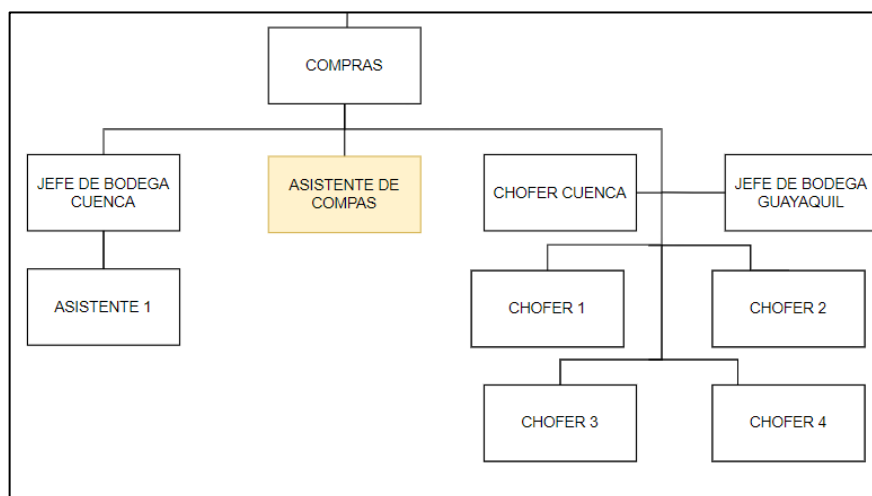 COMPRAS
JEFE DE BODEGA
CUENCA
ASISTENTE DE
COMPAS
CHOFER CUENCA
JEFE DE BODEGA
GUAYAQUIL
ASISTENTE 1
CHOFER 1
CHOFER 2
CHOFER 3
CHOFER 4